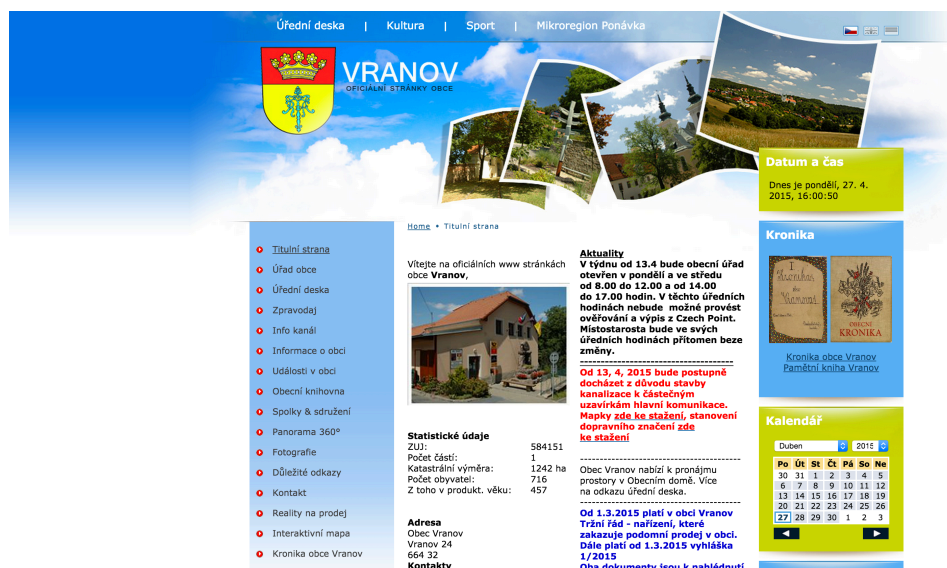 Úřední deska | Kultura | Sport | Mikroregion Ponávka
VRANOV
OFICIÁLNÍ STRÁNKY OBCE
Datum a čas
Dnes je pondělí, 27. 4.
2015, 16:00:50
Home • Titulní strana
Titulní strana
Úřad obce
Úřední deska
Zpravodaj
Info kanál
Informace o obci
Události v obci
Obecní knihovna
Spolky & sdružení
Panorama 360°
Fotografie
Důležité odkazy
Kontakt
Reality na prodej
Interaktivní mapa
Kronika obce Vranov
Vítejte na oficiálních www stránkách
obce Vranov,
Statistické údaje
ZUJ: 584151
Počet částí: 1
Katastrální výměra: 1242 ha
Počet obyvatel: 716
Z toho v produkt. věku: 457
Adresa
Obec Vranov
Vranov 24
664 32
Kontakty
Aktuality
V týdnu od 13.4 bude obecní úřad
otevřen v pondělí a ve středu
od 8.00 do 12.00 a od 14.00
do 17.00 hodin. V těchto úředních
hodinách nebude možné provést
ověřování a výpis z Czech Point.
Místostarosta bude ve svých
úředních hodinách přítomen beze
změny.
--------------------------------------
Od 13, 4, 2015 bude postupně
docházet z důvodu stavby
kanalizace k částečným
uzavírkám hlavní komunikace.
Mapky zde ke stažení, stanovení
dopravního značení zde
ke stažení
----------------------------------------
Obec Vranov nabízí k pronájmu
prostory v Obecním domě. Více
na odkazu úřední deska.
----------------------------------------
Od 1.3.2015 platí v obci Vranov
Tržní řád - nařízení, které
zakazuje podomní prodej v obci.
Dále platí od 1.3.2015 vyhláška
1/2015
Oba dokumenty jsou k nahlédnutí
Kronika
I
Kronika
obce
Vranova
OBECNÍ
KRONIKA
Kronika obce Vranov
Pamětní kniha Vranov
Kalendář
Duben 2015
Po Út St Čt Pá So Ne
30 31 1 2 3 4 5
6 7 8 9 10 11 12
13 14 15 16 17 18 19
20 21 22 23 24 25 26
27 28 29 30 1 2 3